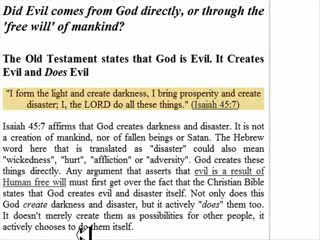 Did Evil comes from God directly, or through the
'free will' of mankind?
The Old Testament states that God is Evil. It Creates
Evil and Does Evil
"I form the light and create darkness, I bring prosperity and create
disaster; I, the LORD do all these things." (Isaiah 45:7)
Isaiah 45:7 affirms that God creates darkness and disaster. It is not
a creation of mankind, nor of fallen beings or Satan. The Hebrew
word here that is translated as "disaster" could also mean
"wickedness", "hurt", "affliction" or "adversity". God creates these
things directly. Any argument that asserts that evil is a result of
Human free will must first get over the fact that the Christian Bible
states that God creates evil and disaster itself. Not only does this
God create darkness and disaster, but it actively "does" them too.
It doesn't merely create them as possibilities for other people, it
actively chooses to do them itself.